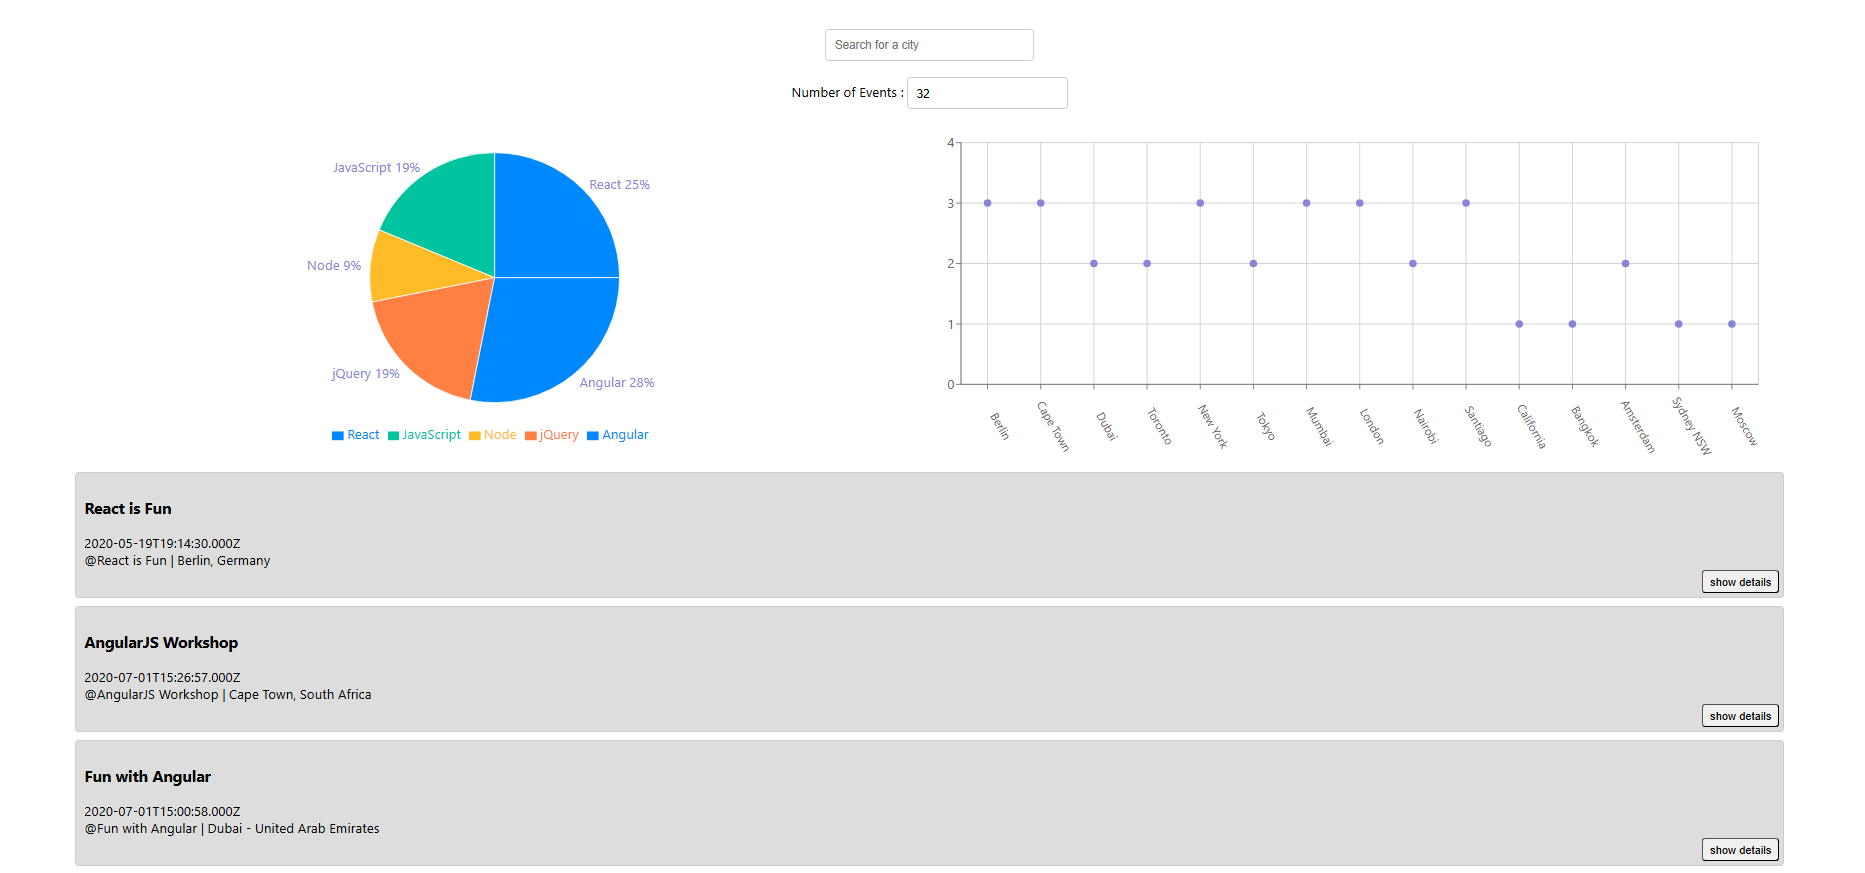 Search for a city
Number of Events : 32
JavaScript 19%
React 25%
Node 9%
jQuery 19%
Angular 28%
React JavaScript Node jQuery Angular
4
3
2
1
0
Berlin
Cape Town
Dubai
Toronto
New York
Tokyo
Mumbai
London
Nairobi
Santiago
California
Bangkok
Amsterdam
Sydney NSW
Moscow
React is Fun
2020-05-19T19:14:30.000Z
@React is Fun | Berlin, Germany
show details
AngularJS Workshop
2020-07-01T15:26:57.000Z
@AngularJS Workshop | Cape Town, South Africa
show details
Fun with Angular
2020-07-01T15:00:58.000Z
@Fun with Angular | Dubai - United Arab Emirates
show details